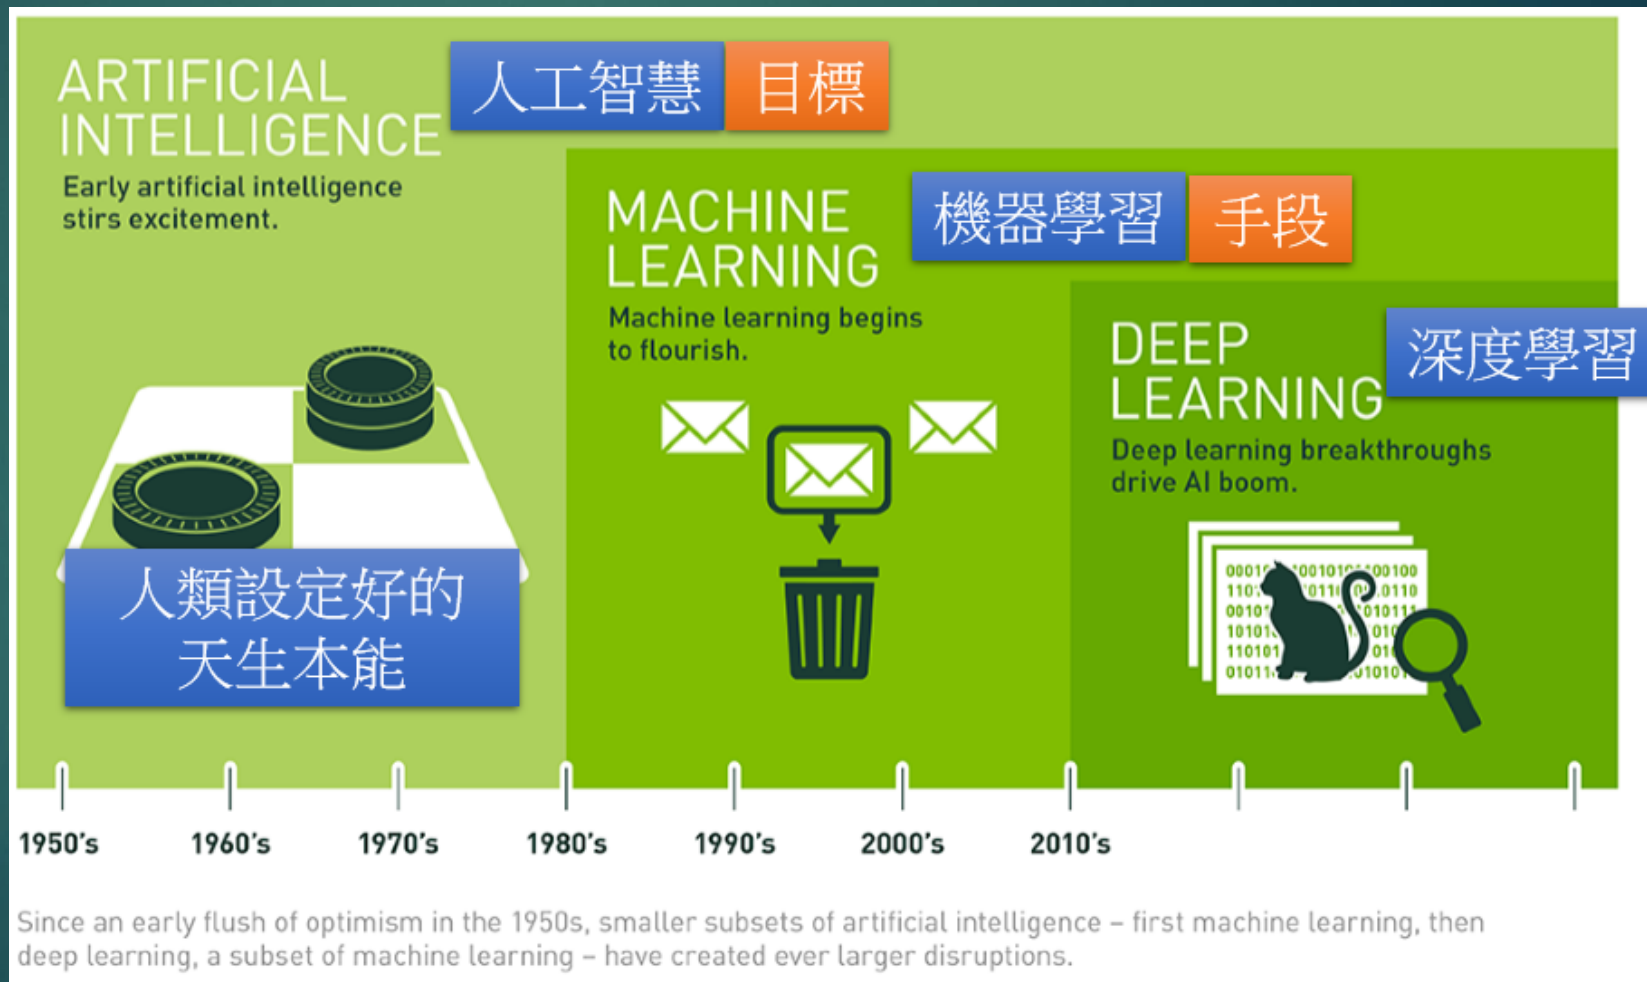 ARTIFICIAL
INTELLIGENCE
人工智慧
目標
Early artificial intelligence
stirs excitement.
MACHINE
LEARNING
機器學習
手段
Machine learning begins
to flourish.
DEEP
LEARNING
深度學習
Deep learning breakthroughs
drive AI boom.
人類設定好的
天生本能
1950's 1960's 1970's 1980's 1990's 2000's 2010's
Since an early flush of optimism in the 1950s, smaller subsets of artificial intelligence – first machine learning, then
deep learning, a subset of machine learning – have created ever larger disruptions.